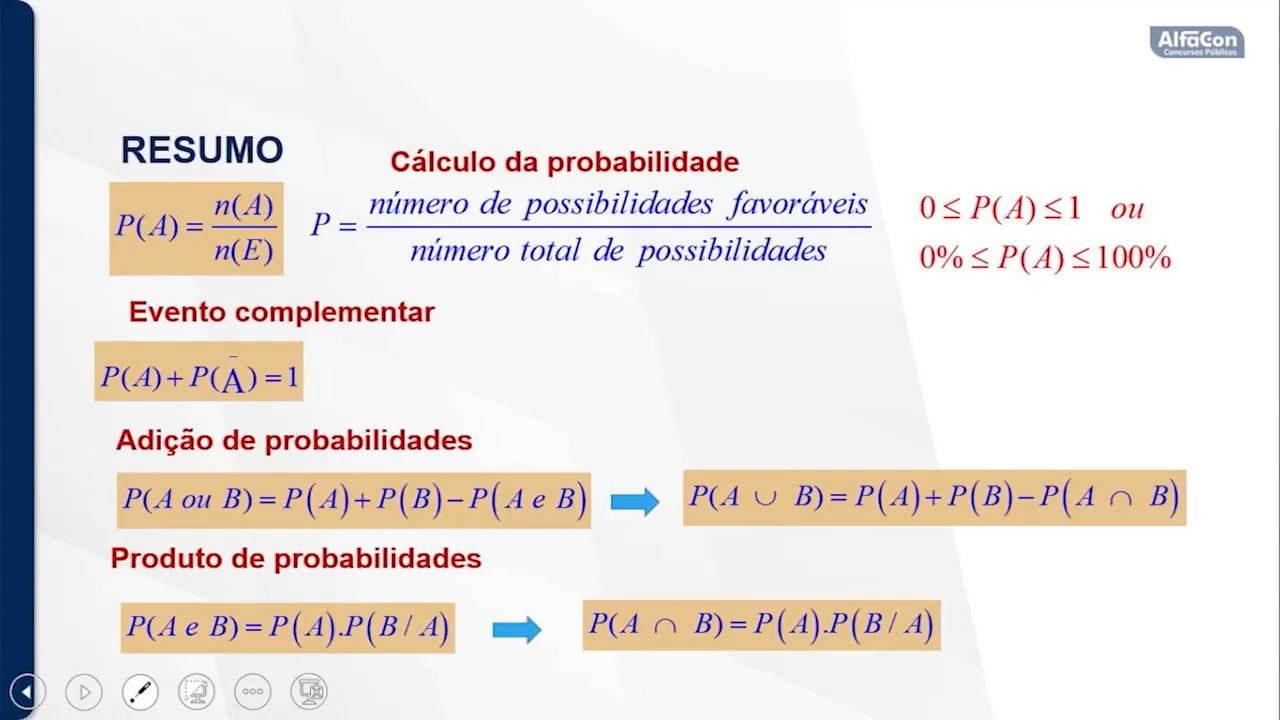 AlfaCon
Concursos Públicos
RESUMO
Cálculo da probabilidade
P(A) = n(A) / n(E)
P = número de possibilidades favoráveis / número total de possibilidades
0 ≤ P(A) ≤ 1 ou
0% ≤ P(A) ≤ 100%
Evento complementar
P(A) + P(Ā) = 1
Adição de probabilidades
P(A ou B) = P(A) + P(B) − P(A e B)
P(A ∪ B) = P(A) + P(B) − P(A ∩ B)
Produto de probabilidades
P(A e B) = P(A).P(B / A)
P(A ∩ B) = P(A).P(B / A)